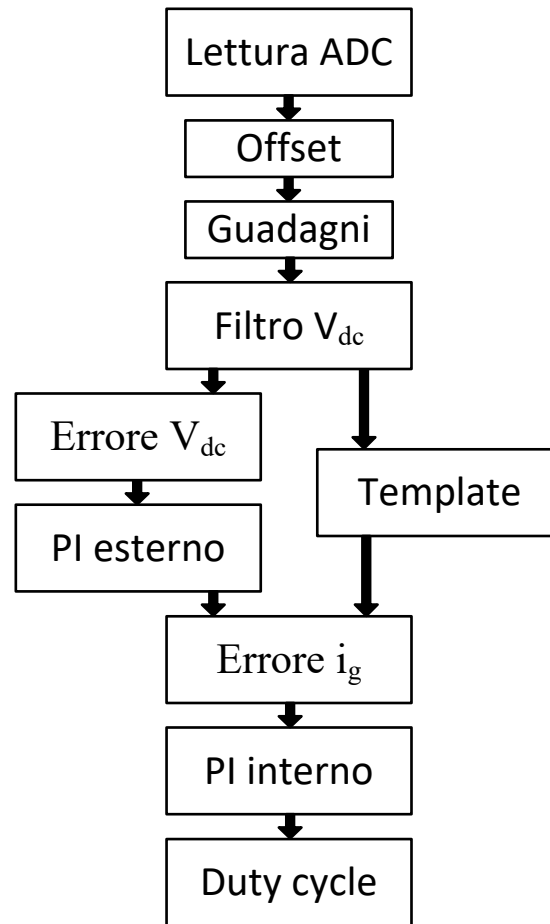 Lettura ADC
Offset
Guadagni
Filtro Vdc
Errore Vdc
Template
PI esterno
Errore ig
PI interno
Duty cycle